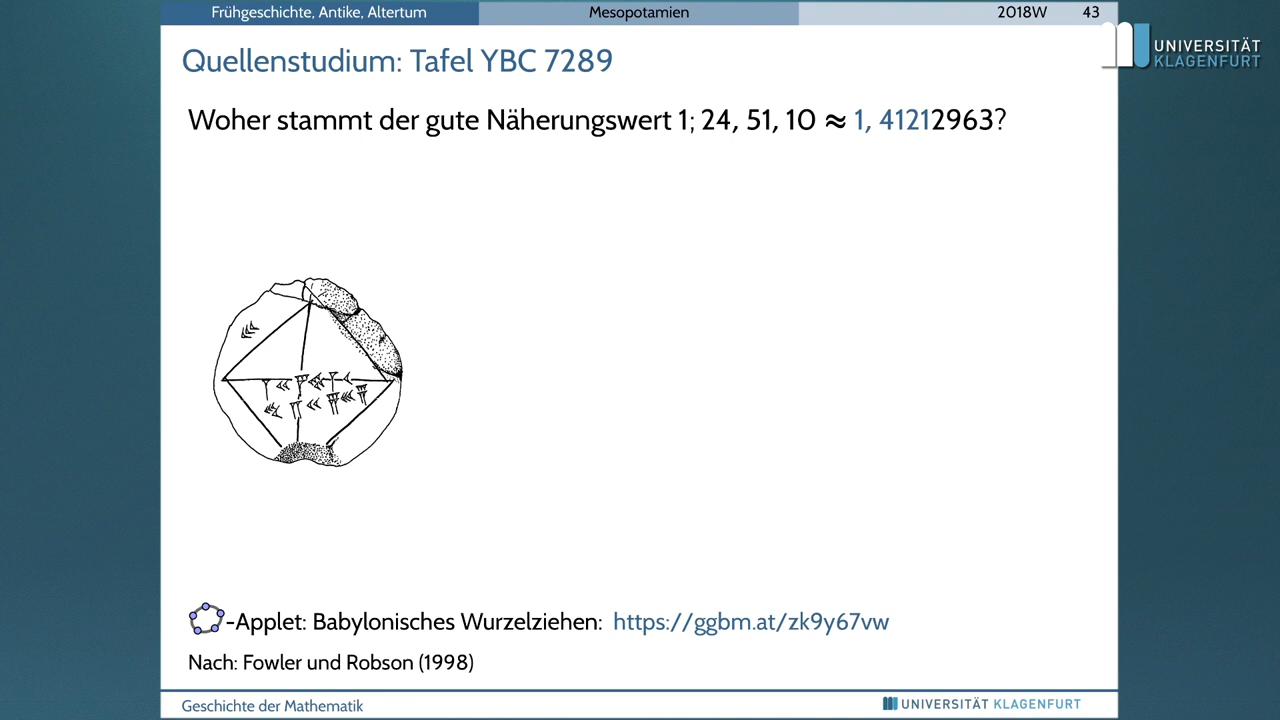 Frühgeschichte, Antike, Altertum Mesopotamien 2018W 43
UNIVERSITÄT
KLAGENFURT
Quellenstudium: Tafel YBC 7289
Woher stammt der gute Näherungswert 1; 24, 51, 10 ≈ 1, 41212963?
-Applet: Babylonisches Wurzelziehen: https://ggbm.at/zk9y67vw
Nach: Fowler und Robson (1998)
Geschichte der Mathematik UNIVERSITÄT KLAGENFURT